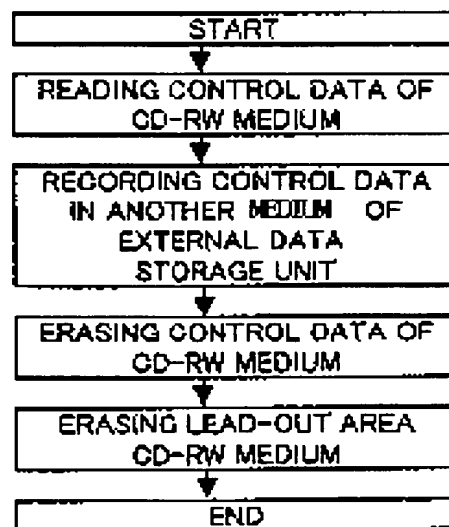 START
READING CONTROL DATA OF
CD-RW MEDIUM
RECORDING CONTROL DATA
IN ANOTHER MEDIUM OF
EXTERNAL DATA
STORAGE UNIT
ERASING CONTROL DATA OF
CD-RW MEDIUM
ERASING LEAD-OUT AREA
CD-RW MEDIUM
END